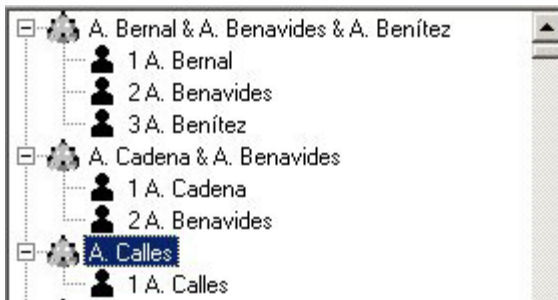 A. Bernal & A. Benavides & A. Benítez
1 A. Bernal
2 A. Benavides
3 A. Benítez
A. Cadena & A. Benavides
1 A. Cadena
2 A. Benavides
A. Calles
1 A. Calles